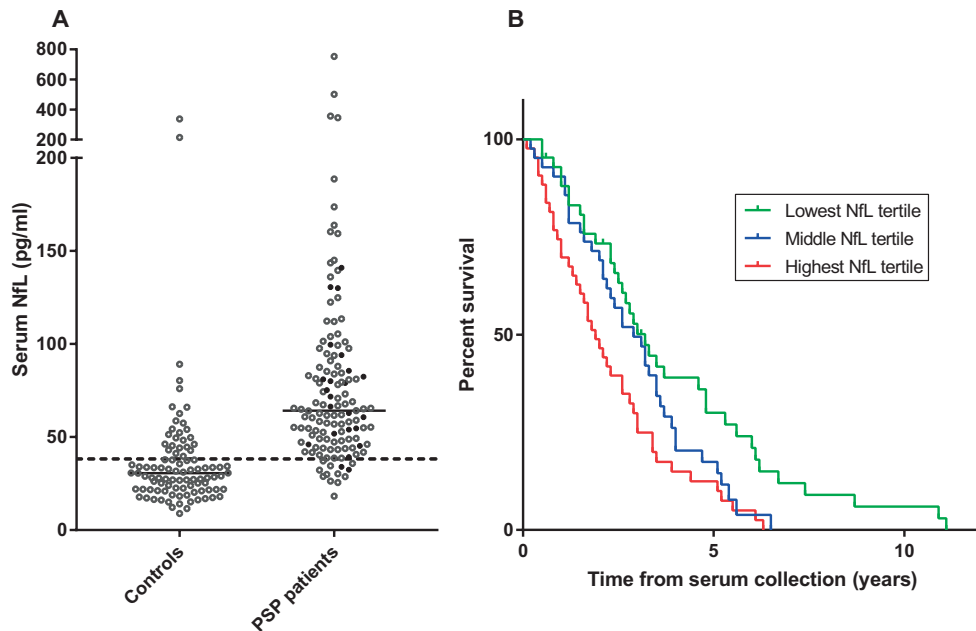 A
B
800
600
400
200
200
150
100
50
0
Serum NfL (pg/ml)
Controls
PSP patients
100
50
0
Percent survival
Lowest NfL tertile
Middle NfL tertile
Highest NfL tertile
0
5
10
Time from serum collection (years)